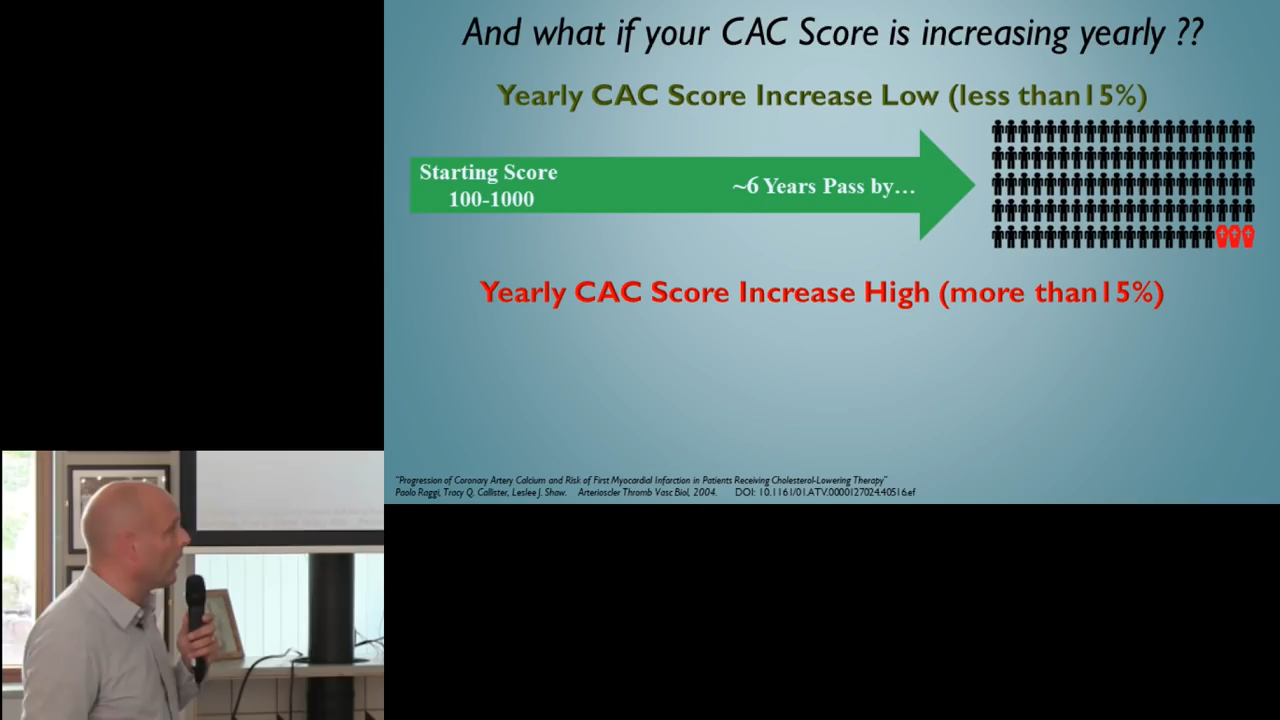 And what if your CAC Score is increasing yearly ??
Yearly CAC Score Increase Low (less than15%)
Starting Score
100-1000
~6 Years Pass by…
Yearly CAC Score Increase High (more than15%)
"Progression of Coronary Artery Calcium and Risk of First Myocardial Infarction in Patients Receiving Cholesterol-Lowering Therapy"
Paolo Raggi, Tracy Q. Callister, Leslee J. Shaw. Arterioscler Thromb Vasc Biol, 2004. DOI: 10.1161/01.ATV.0000127024.40516.ef